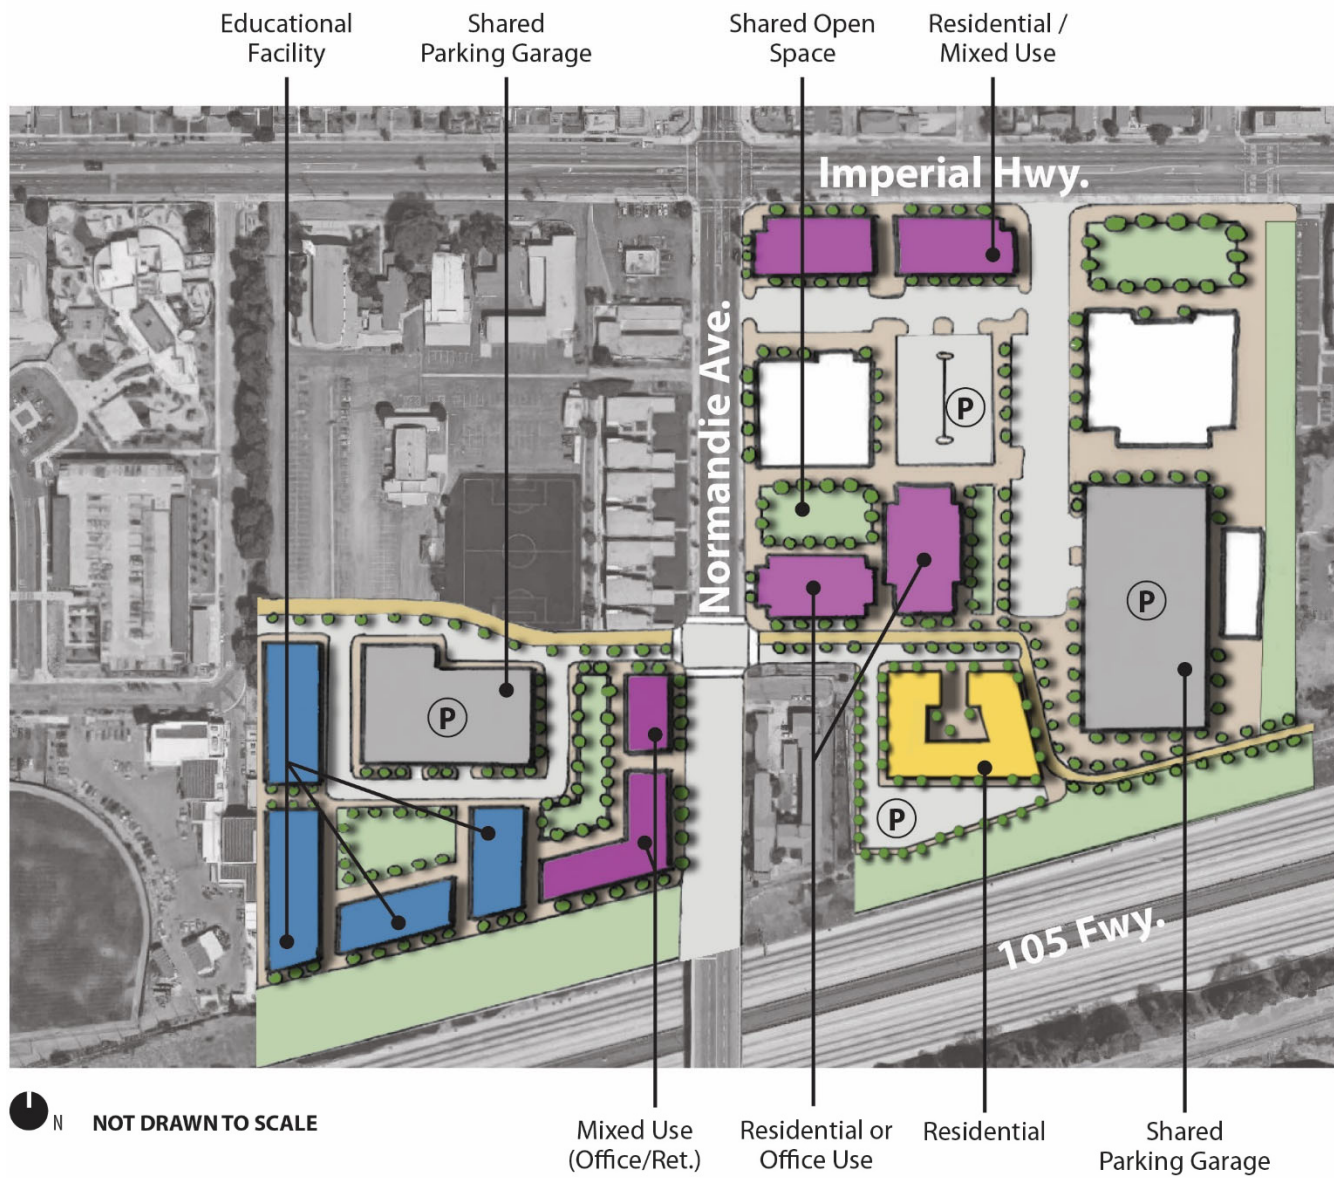 Educational
Facility
Shared
Parking Garage
Shared Open
Space
Residential /
Mixed Use
Imperial Hwy.
Normandie Ave.
P
P
P
P
105 Fwy.
N
NOT DRAWN TO SCALE
Mixed Use
(Office/Ret.)
Residential or
Office Use
Residential
Shared
Parking Garage